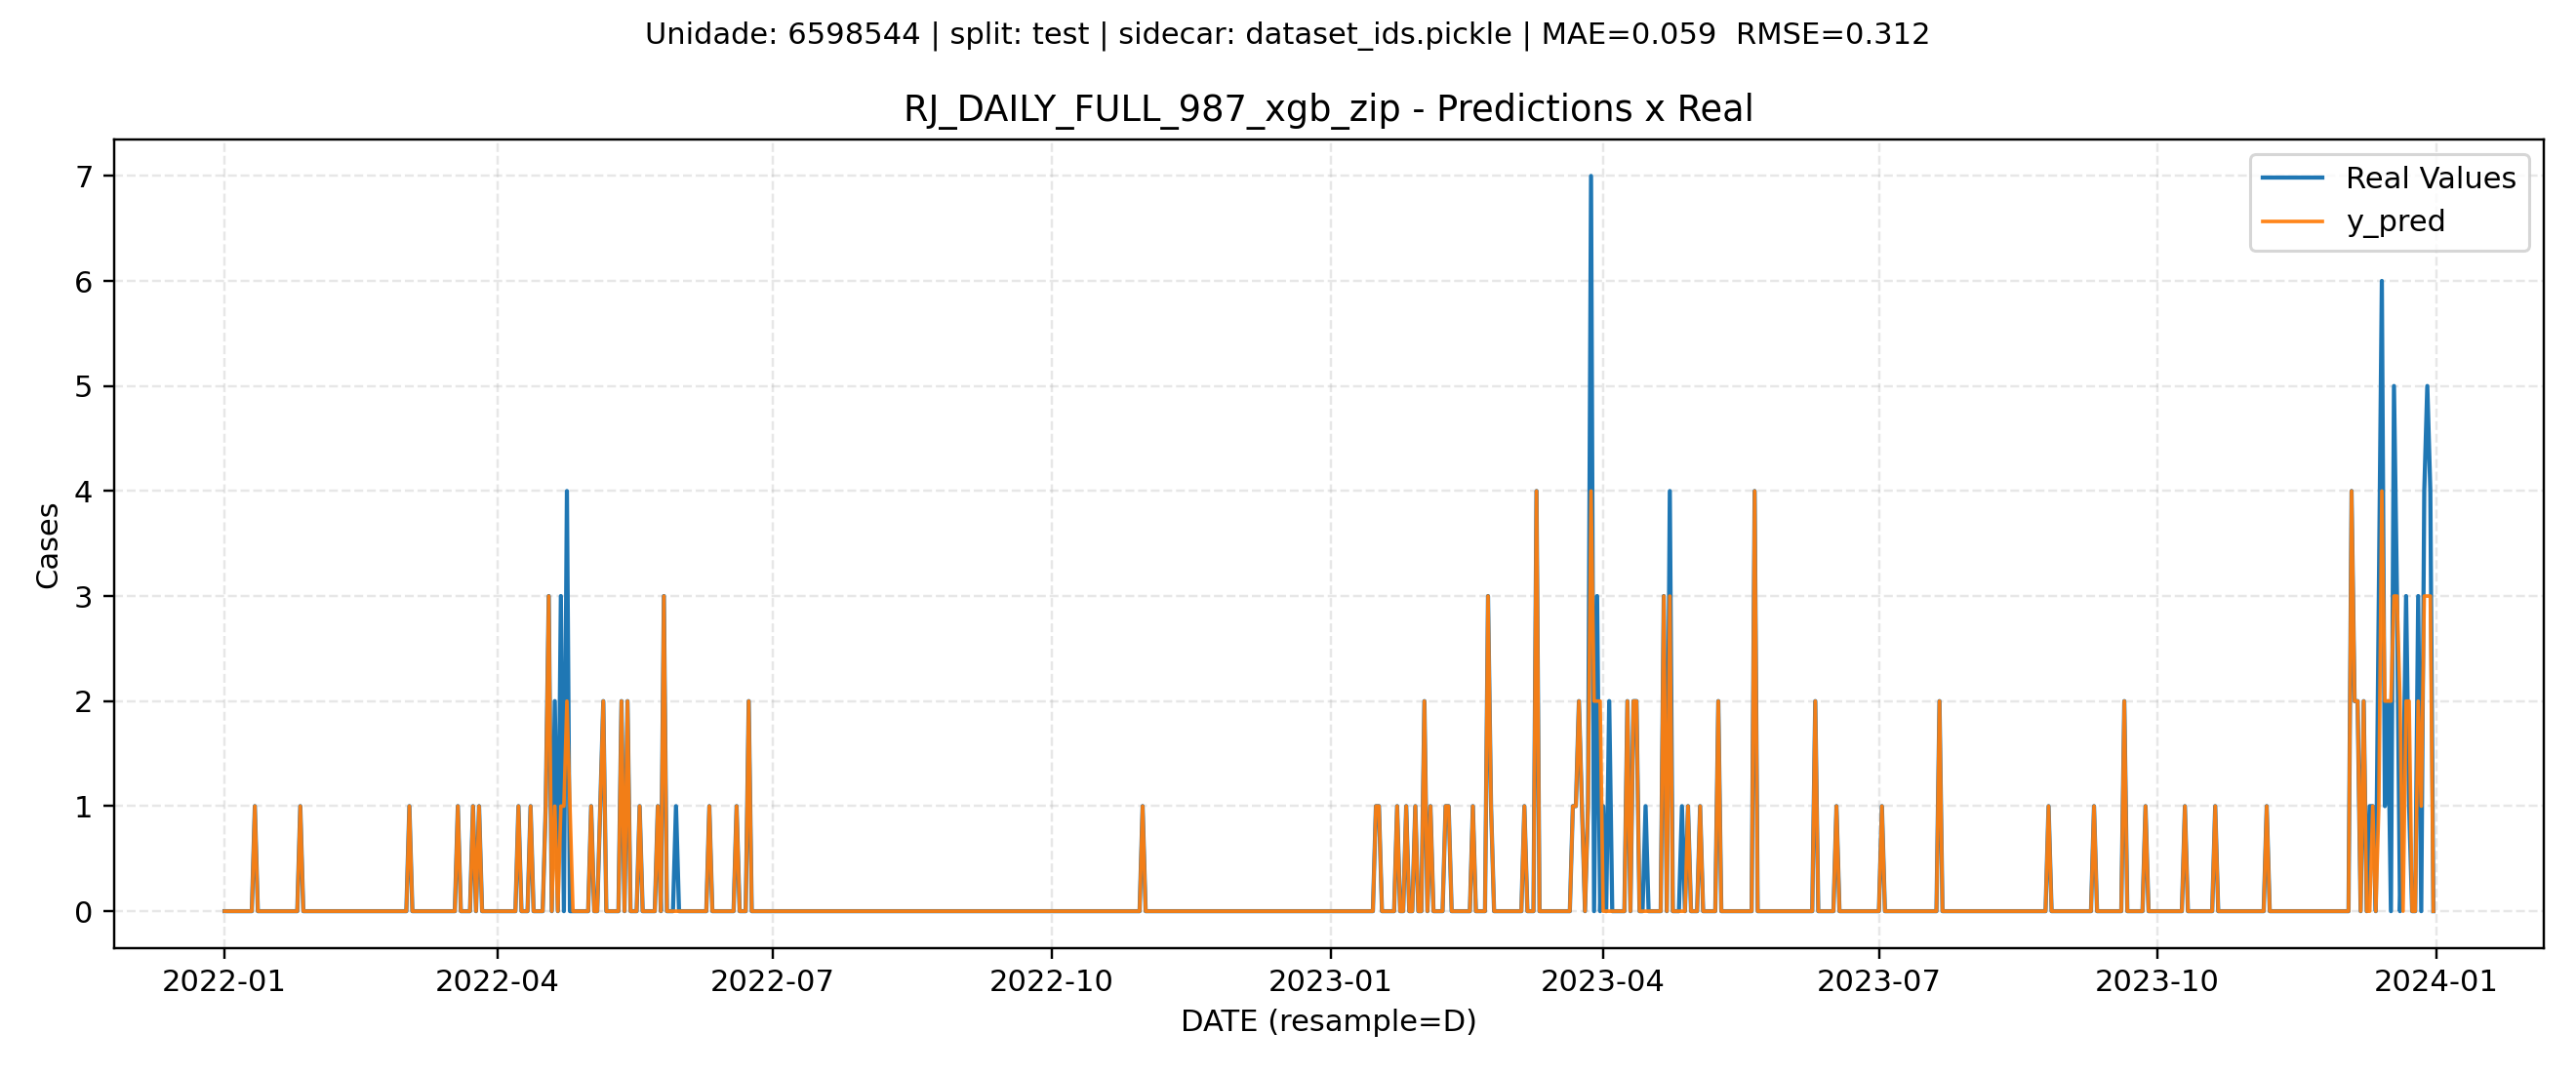 Unidade: 6598544 | split: test | sidecar: dataset_ids.pickle | MAE=0.059  RMSE=0.312
RJ_DAILY_FULL_987_xgb_zip - Predictions x Real
Real Values
y_pred
Cases
7
6
5
4
3
2
1
0
2022-01
2022-04
2022-07
2022-10
2023-01
2023-04
2023-07
2023-10
2024-01
DATE (resample=D)